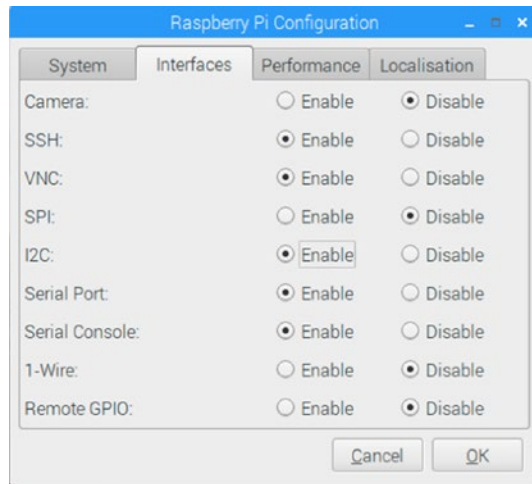 Raspberry Pi Configuration
System Interfaces Performance Localisation
Camera: Enable Disable
SSH: Enable Disable
VNC: Enable Disable
SPI: Enable Disable
I2C: Enable Disable
Serial Port: Enable Disable
Serial Console: Enable Disable
1-Wire: Enable Disable
Remote GPIO: Enable Disable
Cancel OK